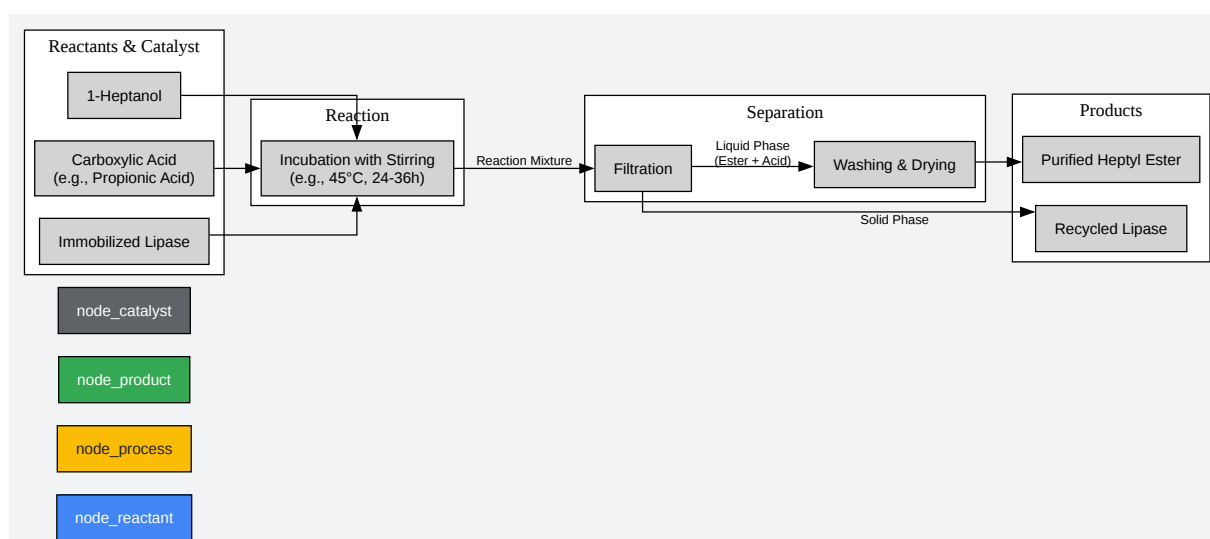 Reactants & Catalyst
1-Heptanol
Carboxylic Acid
(e.g., Propionic Acid)
Immobilized Lipase
Reaction
Incubation with Stirring
(e.g., 45°C, 24-36h)
Reaction Mixture
Separation
Filtration
Liquid Phase
(Ester + Acid)
Washing & Drying
Solid Phase
Products
Purified Heptyl Ester
Recycled Lipase
node_catalyst
node_product
node_process
node_reactant